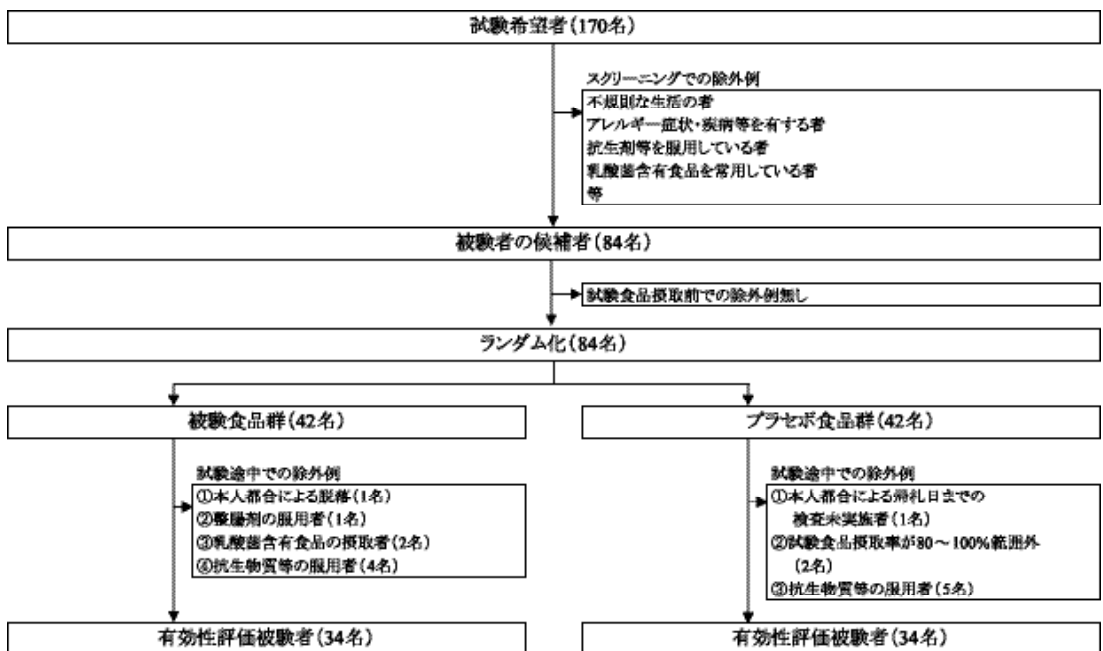 試験希望者(170名)
スクリーニングでの除外例
不規則な生活の者
アレルギー症状・疾病等を有する者
抗生剤等を服用している者
乳酸菌含有食品を常用している者
等
被験者の候補者(84名)
試験食品摂取前での除外例無し
ランダム化(84名)
被験食品群(42名)
プラセボ食品群(42名)
試験途中での除外例
①本人都合による脱落(1名)
②整腸剤の服用者(1名)
③乳酸菌含有食品の摂取者(2名)
④抗生物質等の服用者(4名)
試験途中での除外例
①本人都合による締札日までの
検査未実施者(1名)
②試験食品摂取率が80～100%範囲外
(2名)
③抗生物質等の服用者(5名)
有効性評価被験者(34名)
有効性評価被験者(34名)